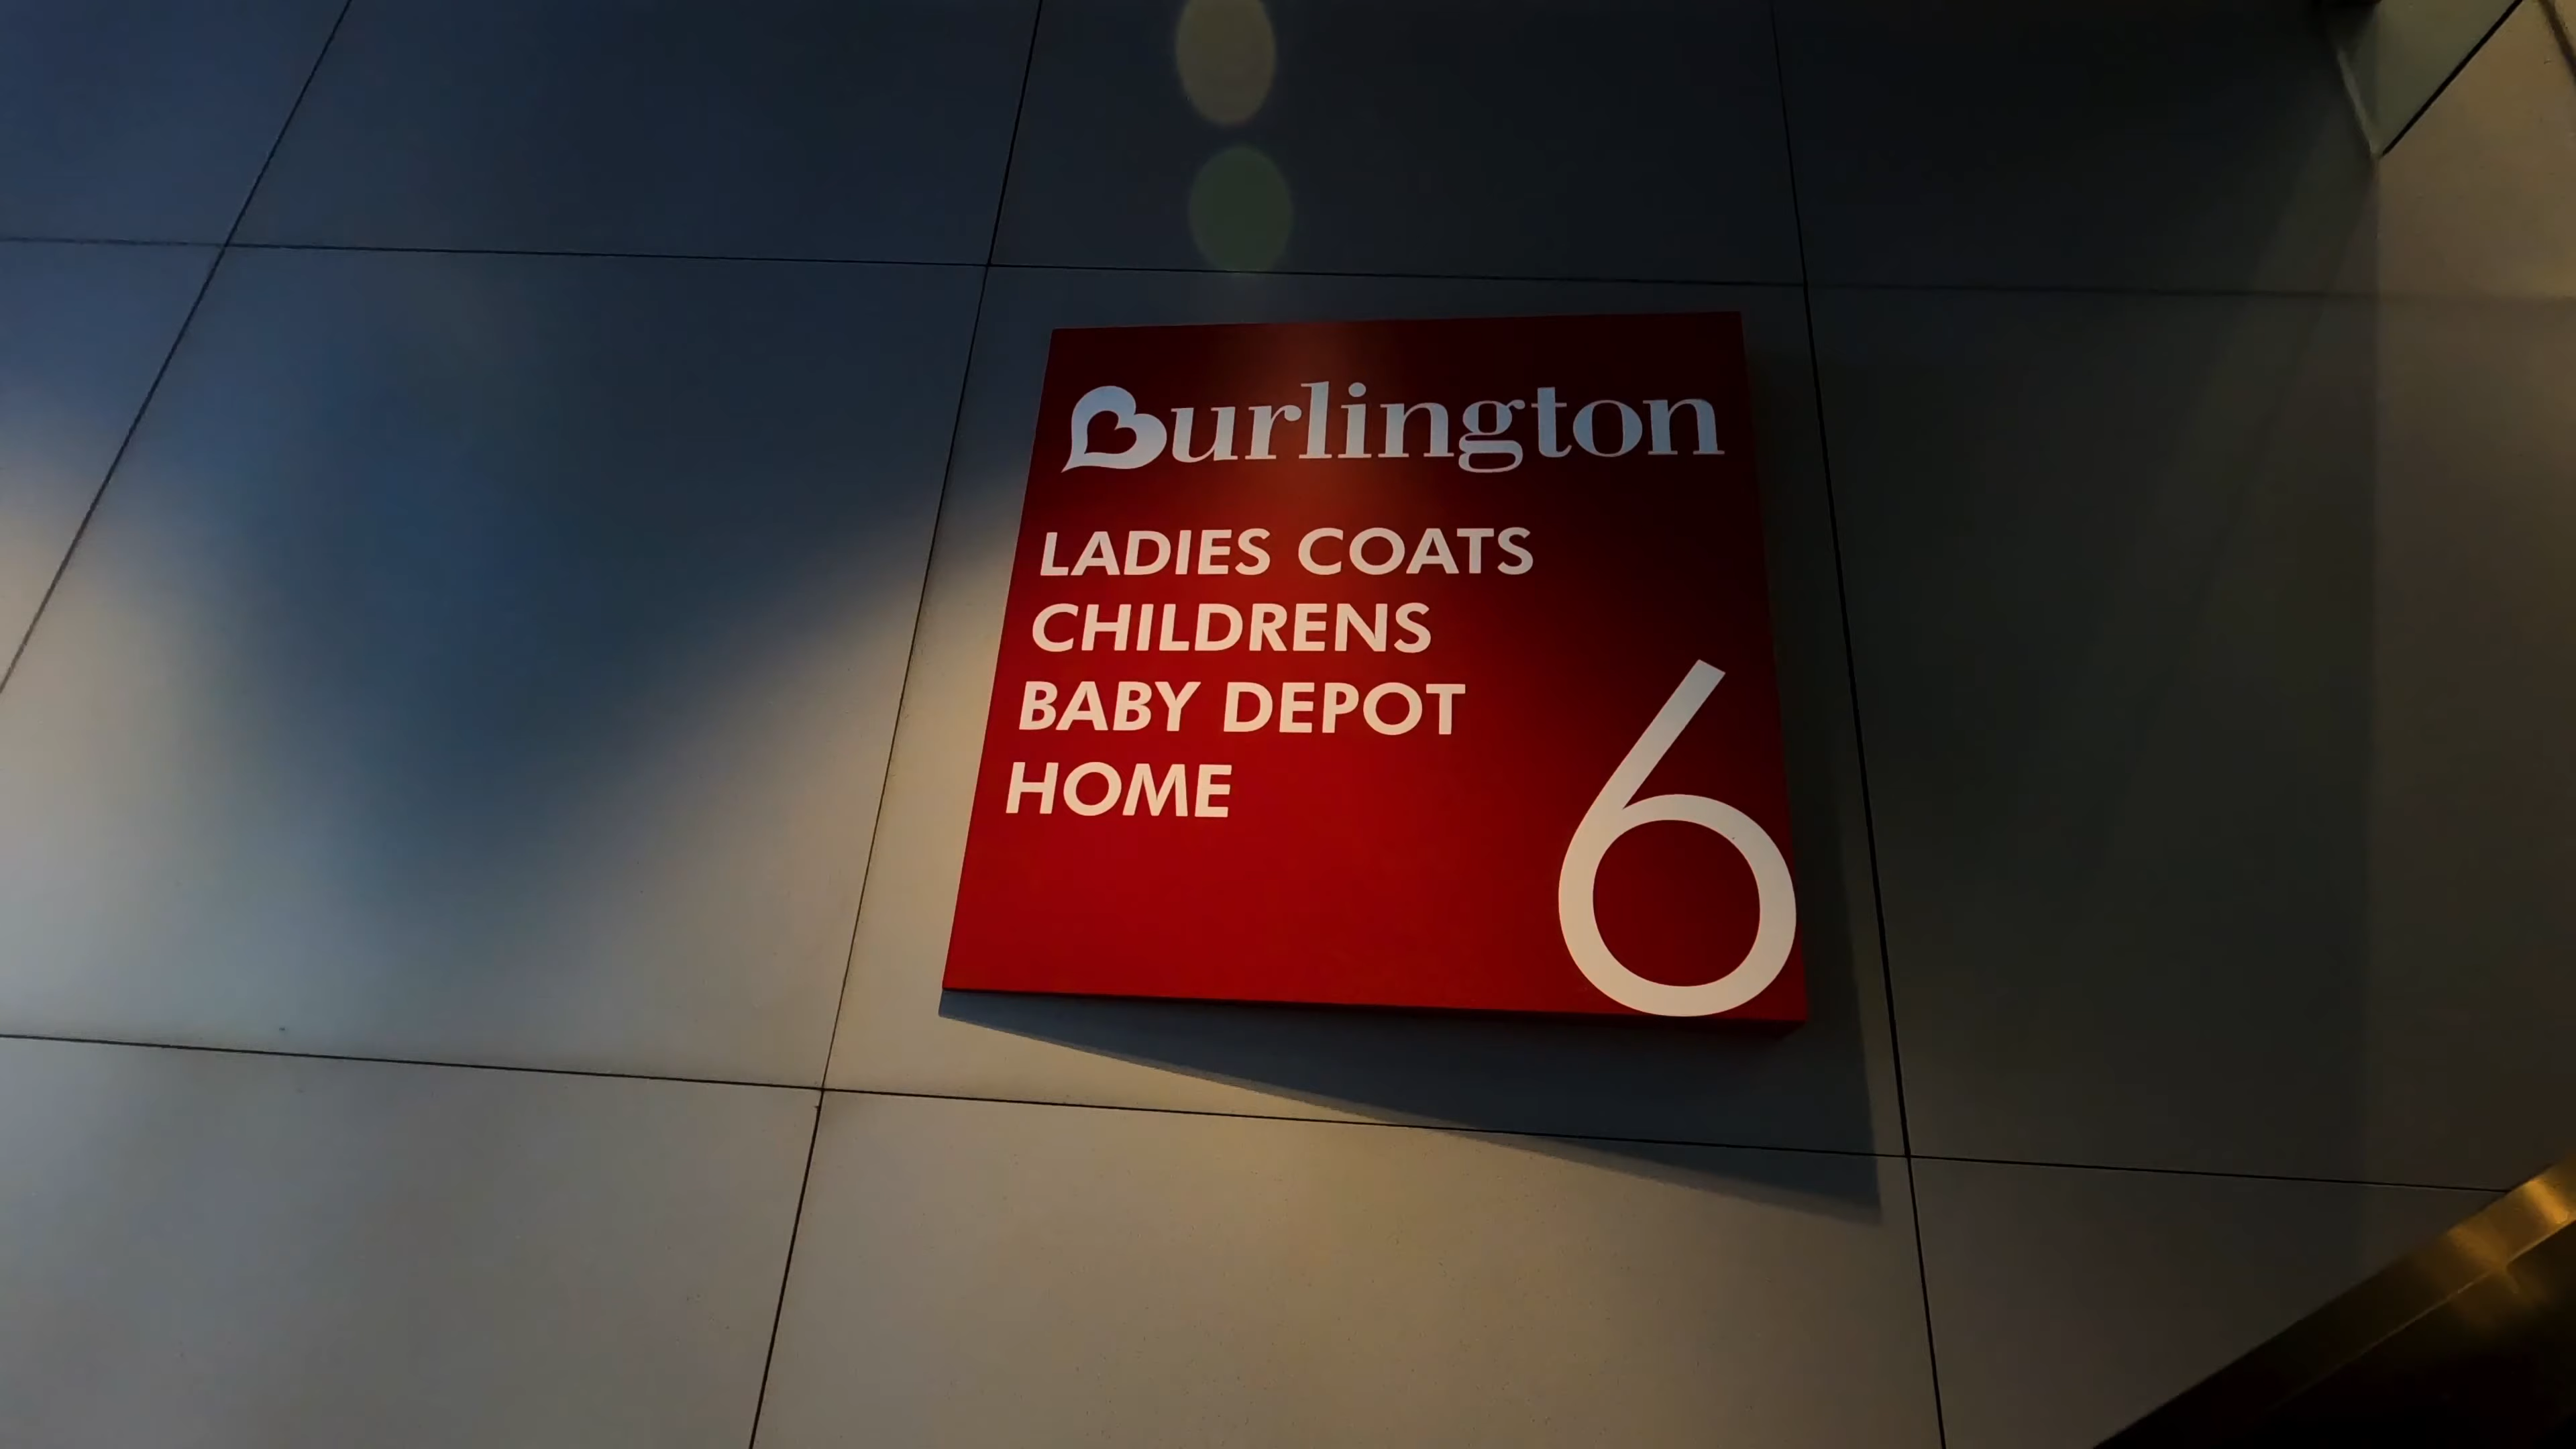 Burlington
LADIES COATS
CHILDRENS
BABY DEPOT
HOME
6